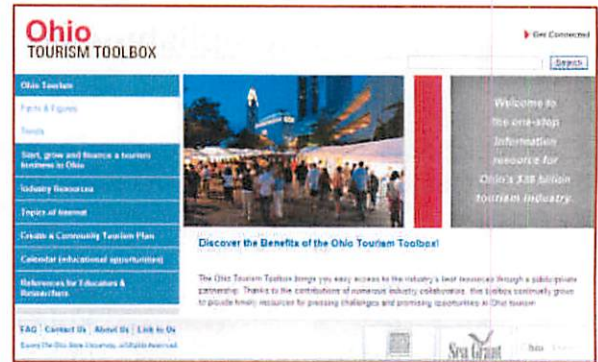 Ohio
TOURISM TOOLBOX
Get Connected
Search
Ohio Tourism
Facts & Figures
Trends
Start, grow and finance a tourism
business in Ohio
Industry Resources
Topics of Interest
Create a Community Tourism Plan
Calendar (educational opportunities)
References for Educators &
Researchers
FAQ | Contact Us | About Us | Link to Us
Welcome to
the one-stop
information
resource for
Ohio's $38 billion
tourism industry.
Discover the Benefits of the Ohio Tourism Toolbox!
The Ohio Tourism Toolbox brings you easy access to the industry's best resources through a public-private
partnership. Thanks to the contributions of numerous industry collaborators, this toolbox continually grows
to provide timely resources for pressing challenges and promising opportunities in Ohio tourism
Sea Grant